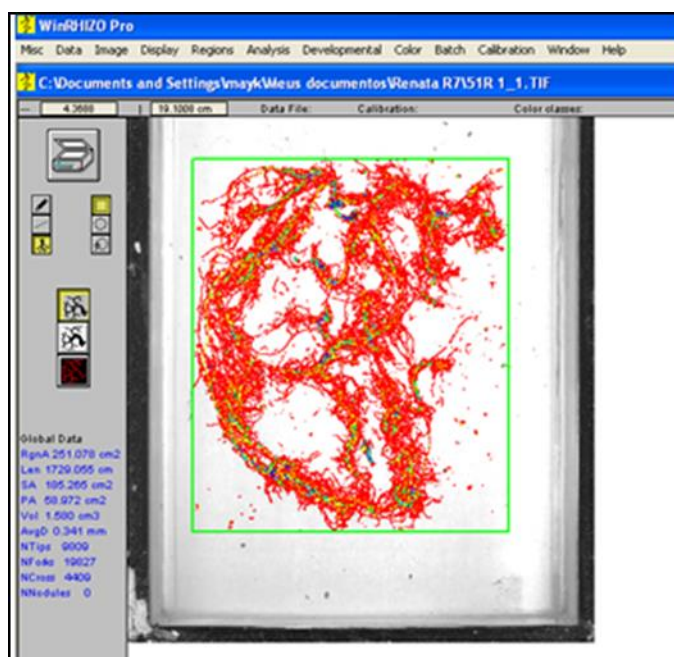 WinRHIZO Pro
Misc Data Image Display Regions Analysis Developmental Color Batch Calibration Window Help
C:\Documents and Settings\mayk\Meus documentos\Renata R7\51R 1_1.TIF
4.3688 19.1008 cm Data File: Calibration: Color classes:
Global Data
RgnA 251.078 cm2
Len 1729.055 cm
SA 185.265 cm2
PA 58.972 cm2
Vol 1.580 cm3
AvgD 0.341 mm
NTips 9809
NForks 19827
NCross 4409
NNodules 0